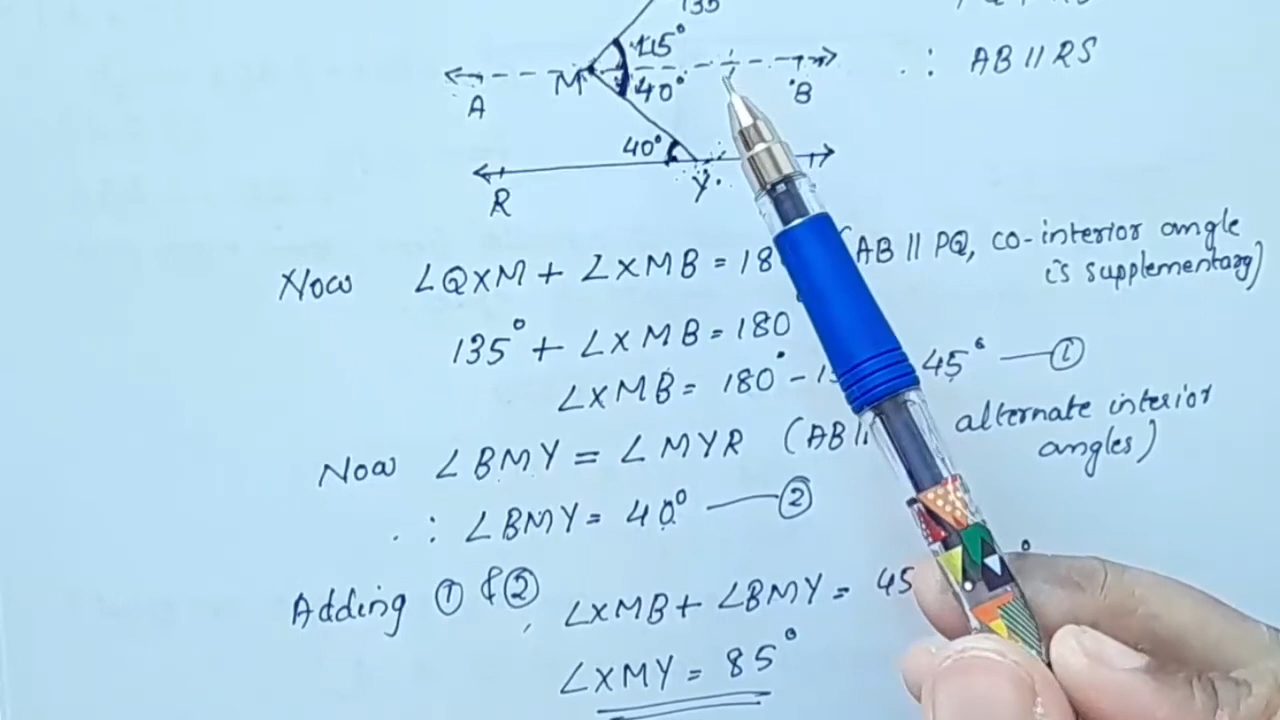 135
115°
∴ AB // RS
M
40°
A
B
40°
R
Y
Now ∠QXM + ∠XMB = 18 (AB // PQ, co-interior angle
is supplementary)
135° + ∠XMB = 180
∠XMB = 180° - 1 45° — ①
Now ∠BMY = ∠MYR (AB // alternate interior
angles)
∴ ∠BMY = 40° — ②
Adding ① & ②, ∠XMB + ∠BMY = 45 °
∠XMY = 85°